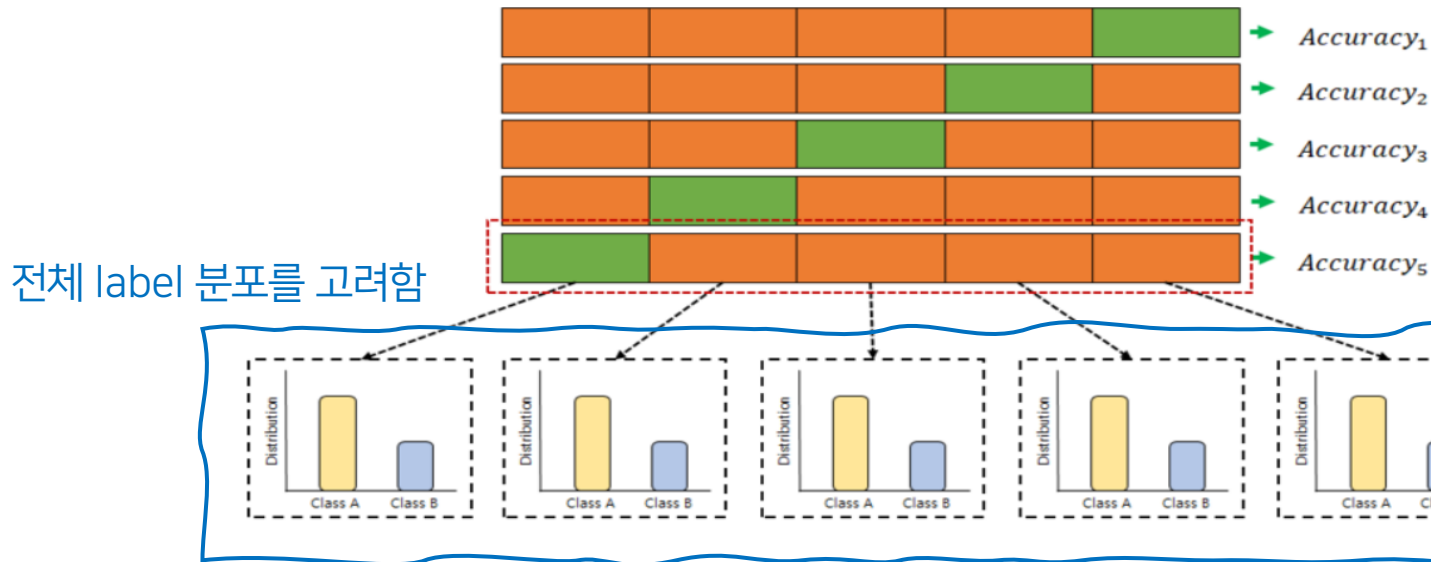 Accuracy₁
Accuracy₂
Accuracy₃
Accuracy₄
Accuracy₅
전체 label 분포를 고려함
Distribution
Class A Class B
Distribution
Class A Class B
Distribution
Class A Class B
Distribution
Class A Class B
Distribution
Class A